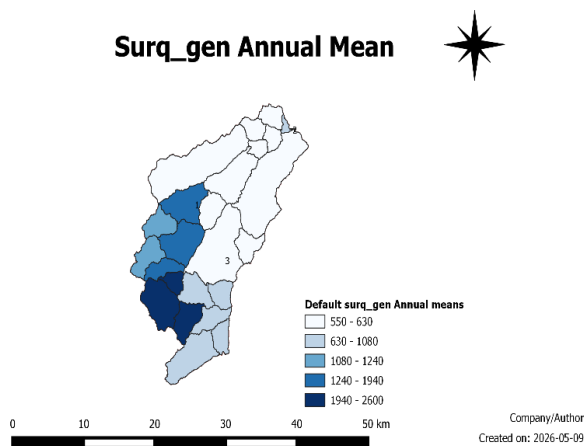 Surq_gen Annual Mean
2
3
Default surq_gen Annual means
550 - 630
630 - 1080
1080 - 1240
1240 - 1940
1940 - 2600
0 10 20 30 40 50 km
Company/Author
Created on: 2026-05-09